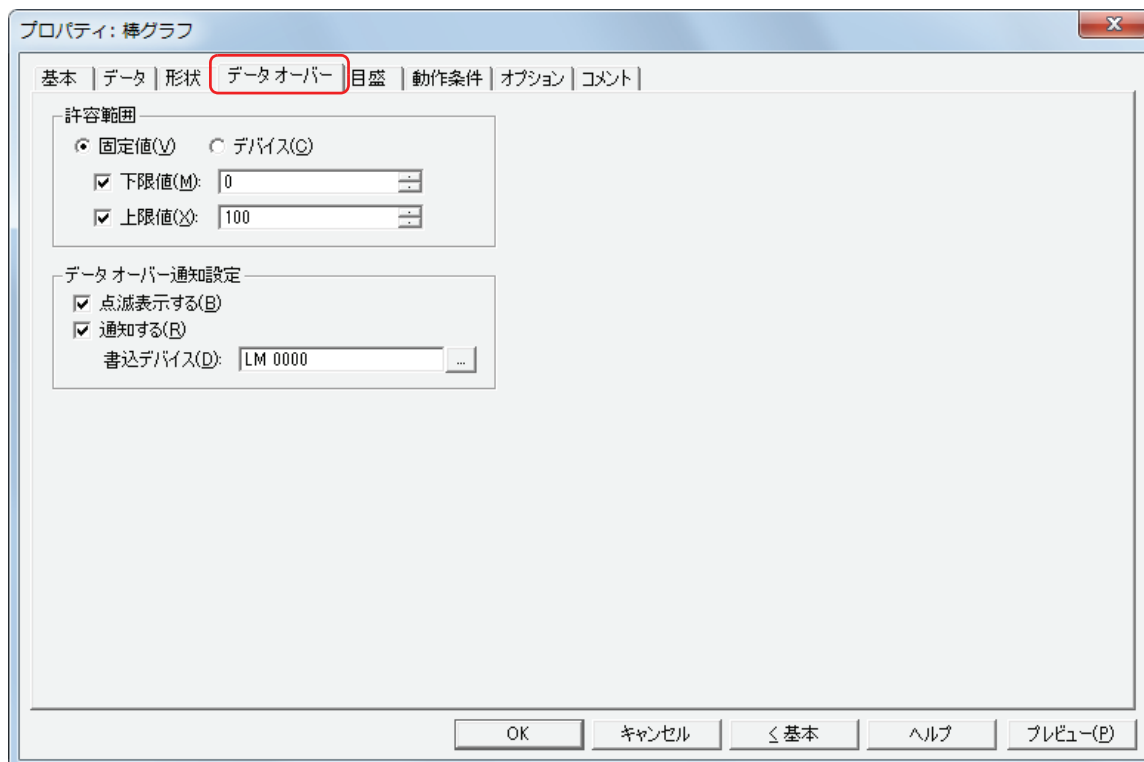 プロパティ: 棒グラフ
基本 データ 形状 データ オーバー 目盛 動作条件 オプション コメント
許容範囲
固定値(V) デバイス(C)
下限値(M): 0
上限値(X): 100
データ オーバー通知設定
点滅表示する(B)
通知する(R)
書込デバイス(D): LM 0000 ...
OK キャンセル < 基本 ヘルプ プレビュー(P)